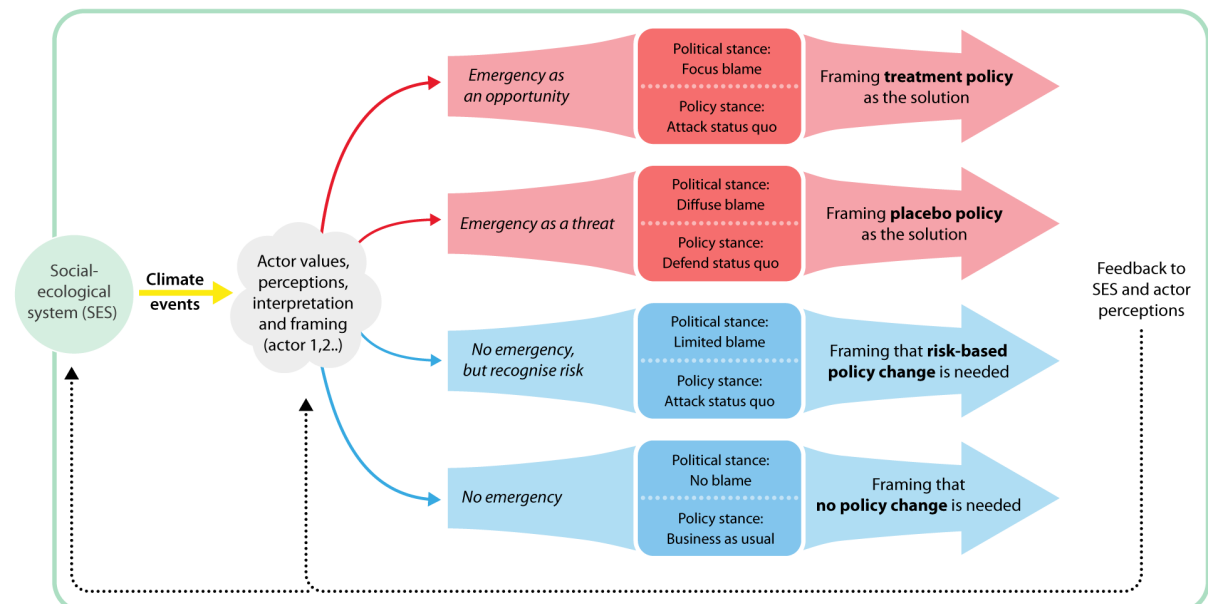 Social-
ecological
system (SES)
Climate
events
Actor values,
perceptions,
interpretation
and framing
(actor 1,2..)
Emergency as
an opportunity
Political stance:
Focus blame
Policy stance:
Attack status quo
Framing treatment policy
as the solution
Emergency as a threat
Political stance:
Diffuse blame
Policy stance:
Defend status quo
Framing placebo policy
as the solution
No emergency,
but recognise risk
Political stance:
Limited blame
Policy stance:
Attack status quo
Framing that risk-based
policy change is needed
No emergency
Political stance:
No blame
Policy stance:
Business as usual
Framing that
no policy change is needed
Feedback to
SES and actor
perceptions